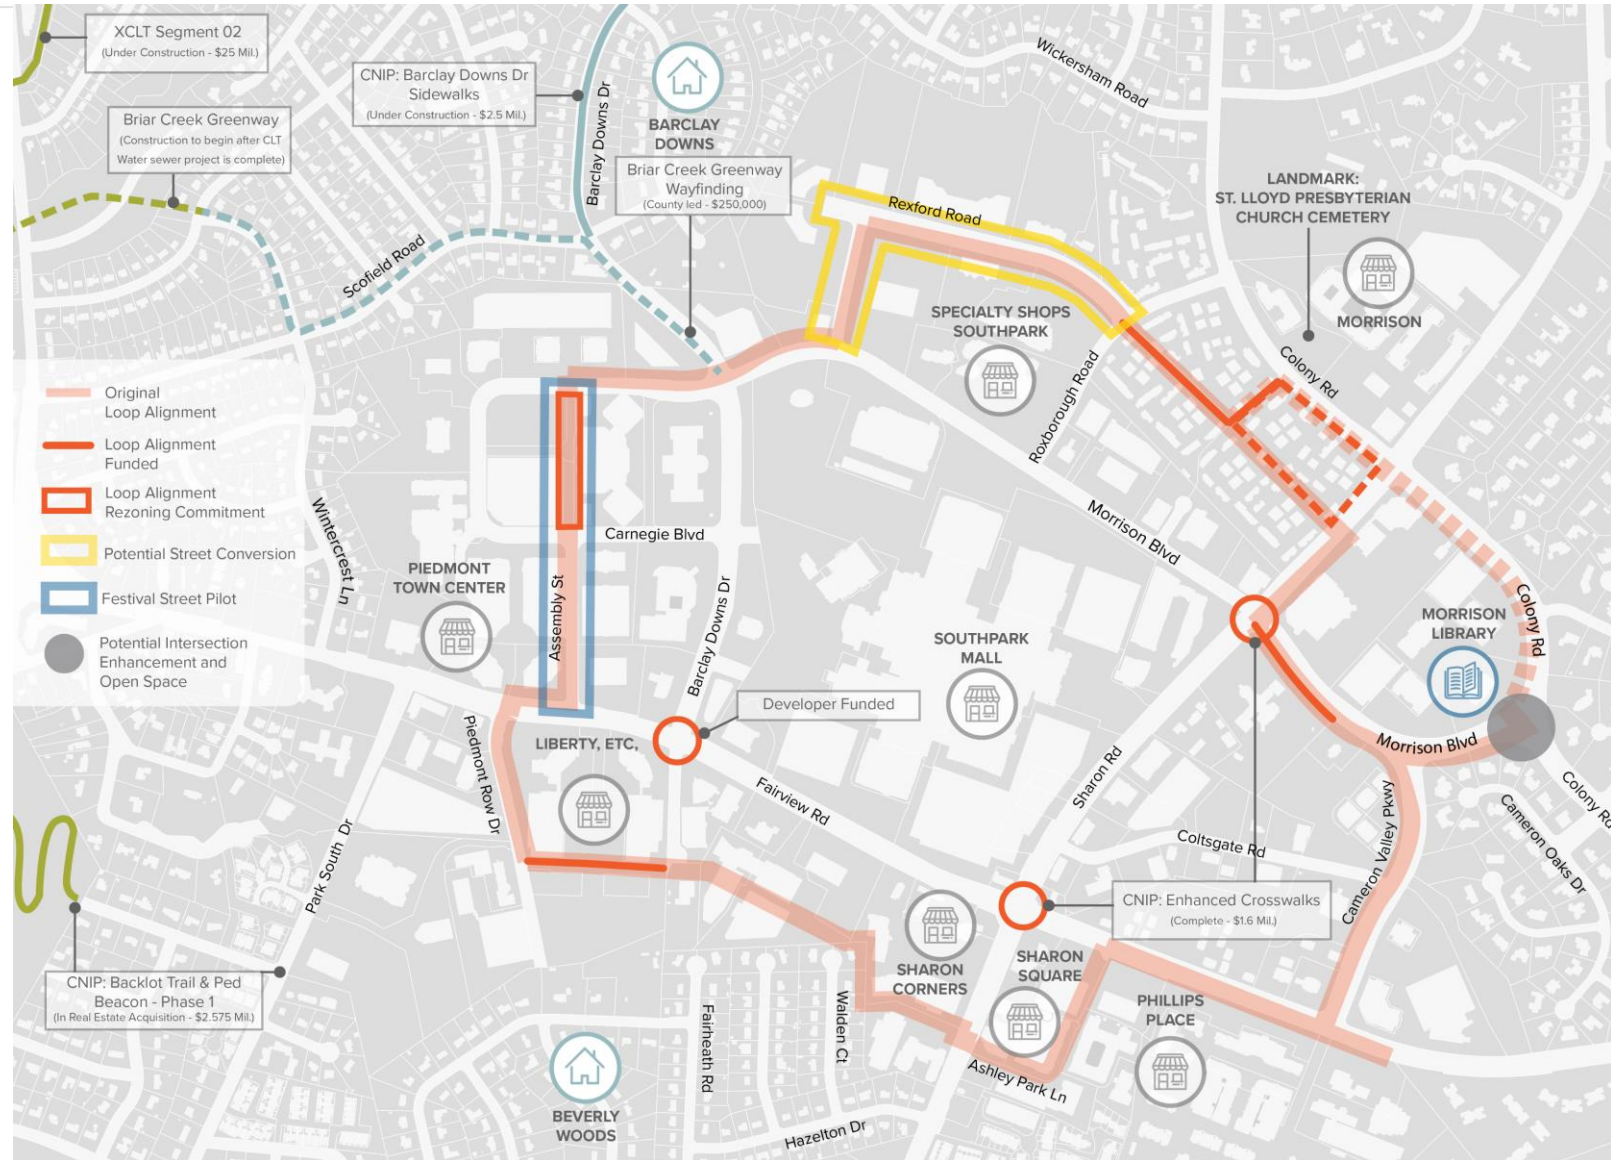 XCLT Segment 02
(Under Construction - $25 Mil.)
CNIP: Barclay Downs Dr
Sidewalks
(Under Construction - $2.5 Mil.)
Briar Creek Greenway
(Construction to begin after CLT
Water sewer project is complete)
Barclay Downs Dr
BARCLAY
DOWNS
Briar Creek Greenway
Wayfinding
(County led - $250,000)
Wickersham Road
Rexford Road
LANDMARK:
ST. LLOYD PRESBYTERIAN
CHURCH CEMETERY
MORRISON
Scofield Road
SPECIALTY SHOPS
SOUTHPARK
Roxborough Road
Colony Rd
Original
Loop Alignment
Loop Alignment
Funded
Loop Alignment
Rezoning Commitment
Potential Street Conversion
Festival Street Pilot
Potential Intersection
Enhancement and
Open Space
Wintercrest Ln
PIEDMONT
TOWN CENTER
Assembly St
Carnegie Blvd
Barclay Downs Dr
Morrison Blvd
SOUTHPARK
MALL
MORRISON
LIBRARY
Colony Rd
Developer Funded
LIBERTY, ETC,
Piedmont Row Dr
Fairview Rd
Sharon Rd
Morrison Blvd
Colony Rd
Coltsgate Rd
Cameron Valley Pkwy
Cameron Oaks Dr
Park South Dr
CNIP: Enhanced Crosswalks
(Complete - $1.6 Mil.)
SHARON
CORNERS
SHARON
SQUARE
PHILLIPS
PLACE
CNIP: Backlot Trail & Ped
Beacon - Phase 1
(In Real Estate Acquisition - $2.575 Mil.)
Fairheath Rd
Walden Ct
Ashley Park Ln
BEVERLY
WOODS
Hazelton Dr